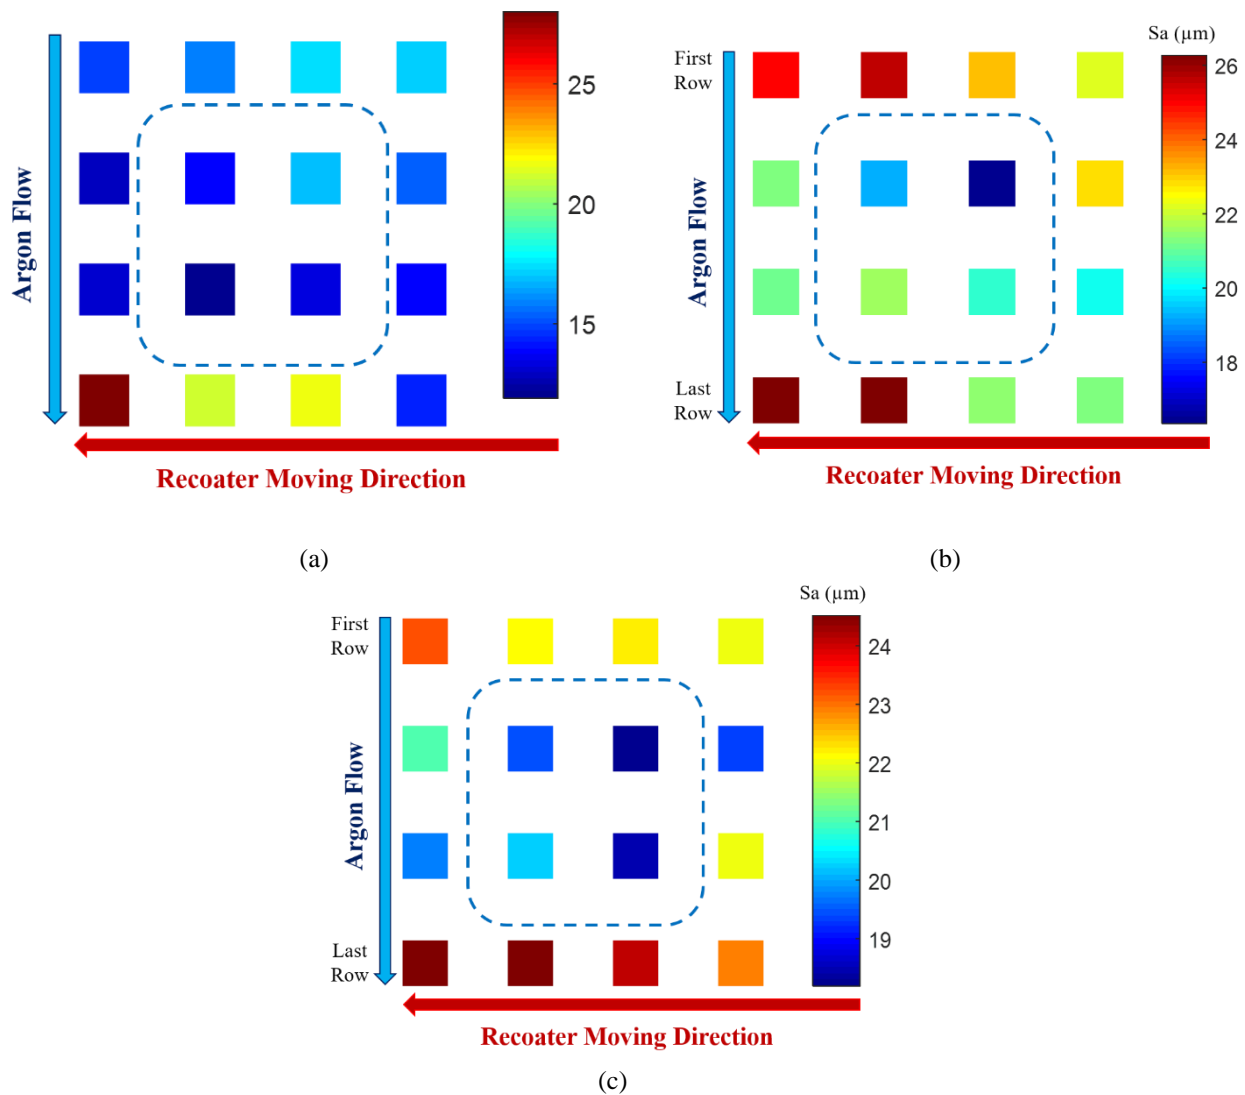 25
20
15
Argon Flow
Recoater Moving Direction
(a)
Sa (µm)
First
Row
26
24
22
20
18
Argon Flow
Last
Row
Recoater Moving Direction
(b)
Sa (µm)
First
Row
24
23
22
21
20
19
Argon Flow
Last
Row
Recoater Moving Direction
(c)